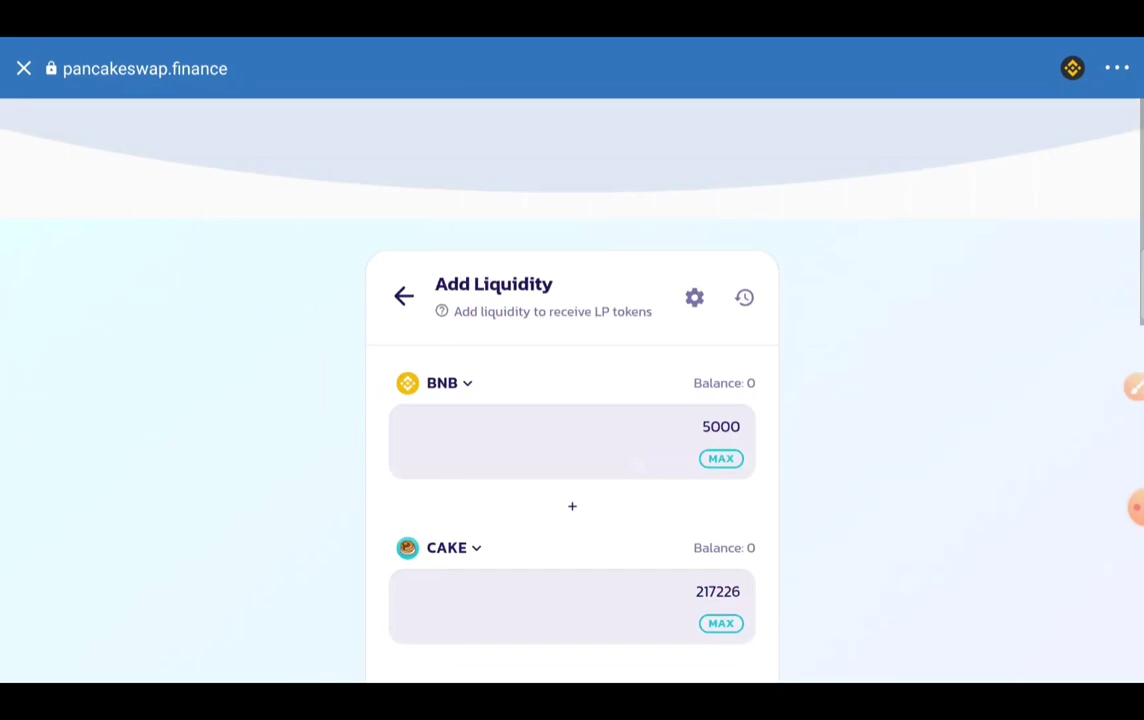 pancakeswap.finance
Add Liquidity
Add liquidity to receive LP tokens
BNB Balance: 0
5000
MAX
+
CAKE Balance: 0
217226
MAX